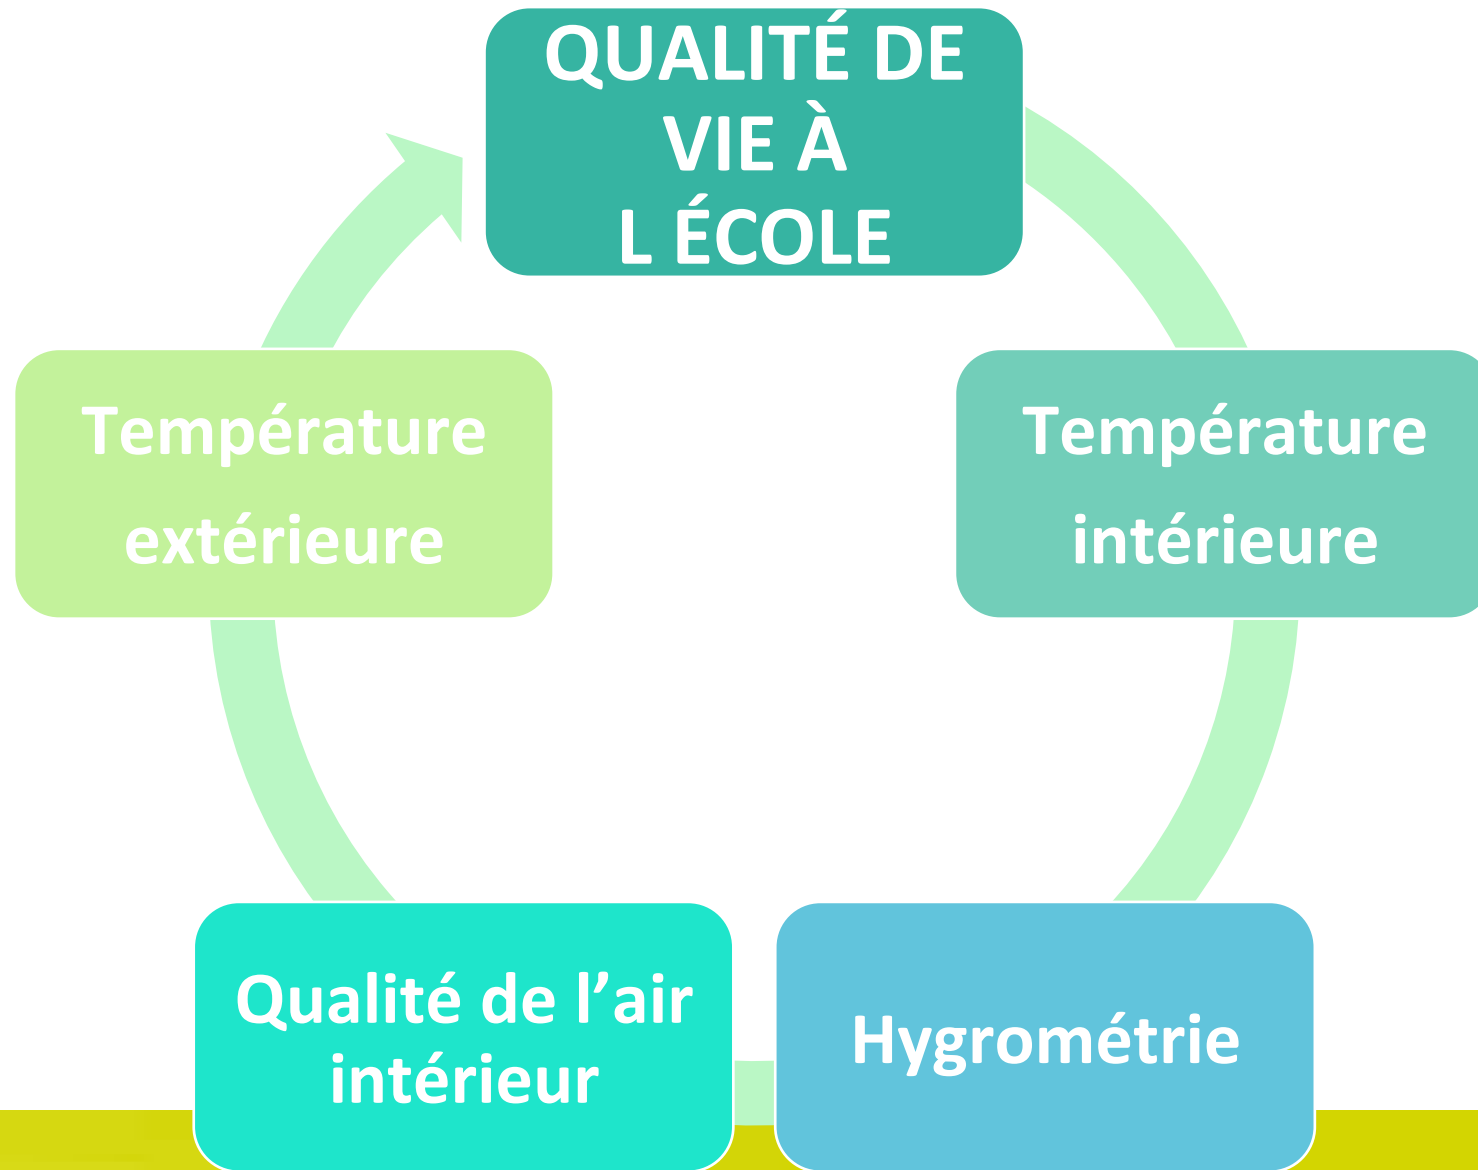 QUALITÉ DE
VIE À
L ÉCOLE
Température
intérieure
Hygrométrie
Qualité de l’air
intérieur
Température
extérieure